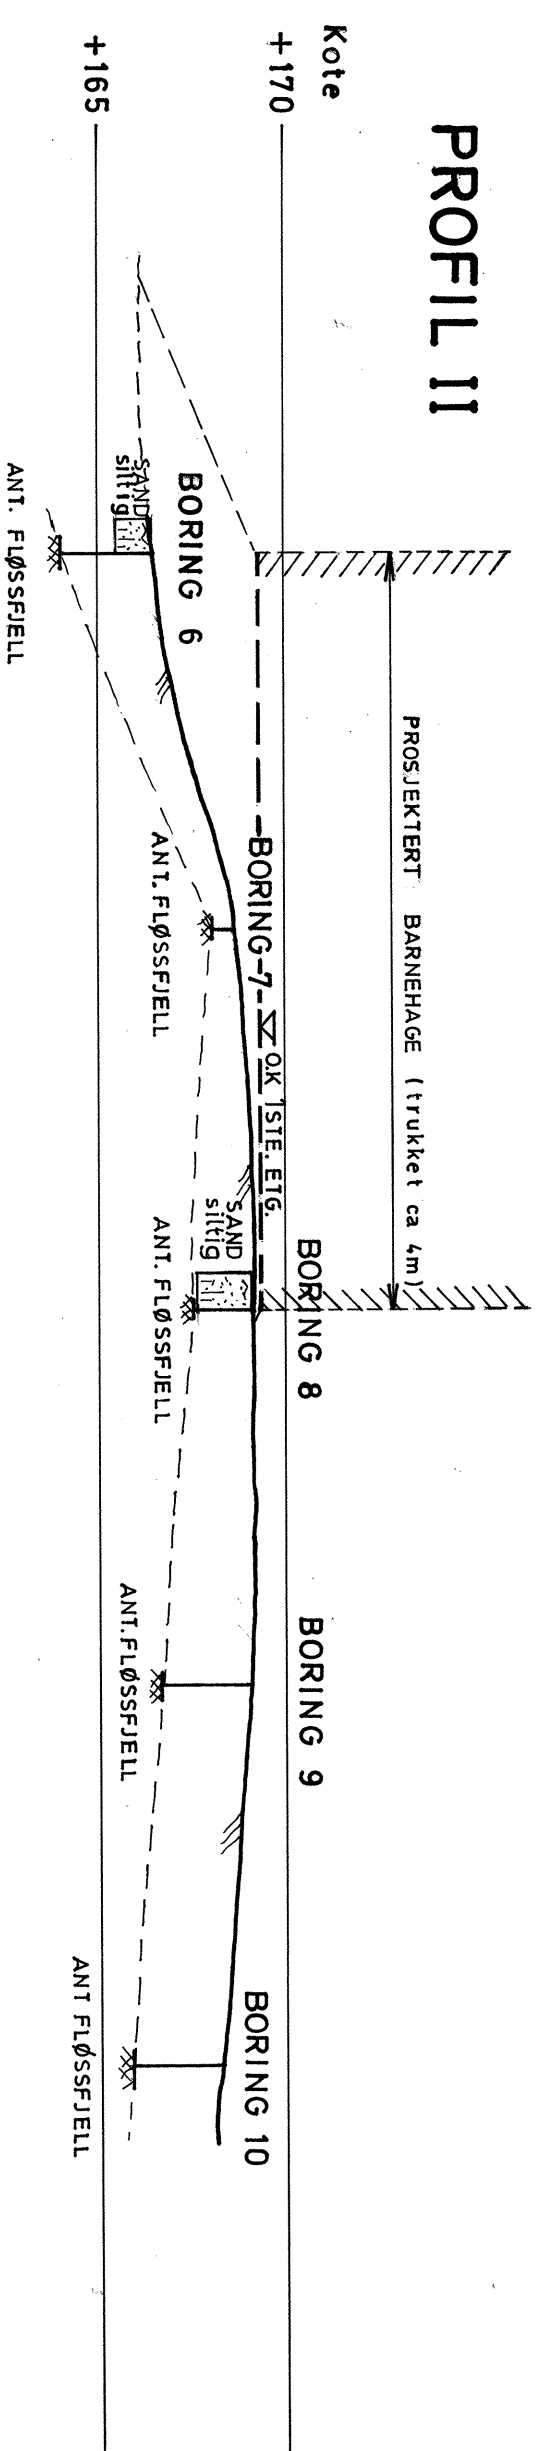 PROFIL II
Kote
+170
+165
PROSJEKTERT BARNEHAGE (trukket ca 4m)
BORING 6
SAND
siltig
ANT. FLØSSFJELL
BORING 7
O.K 1STE. ETG.
ANT. FLØSSFJELL
BORING 8
SAND
siltig
ANT. FLØSSFJELL
BORING 9
ANT. FLØSSFJELL
BORING 10
ANT FLØSSFJELL